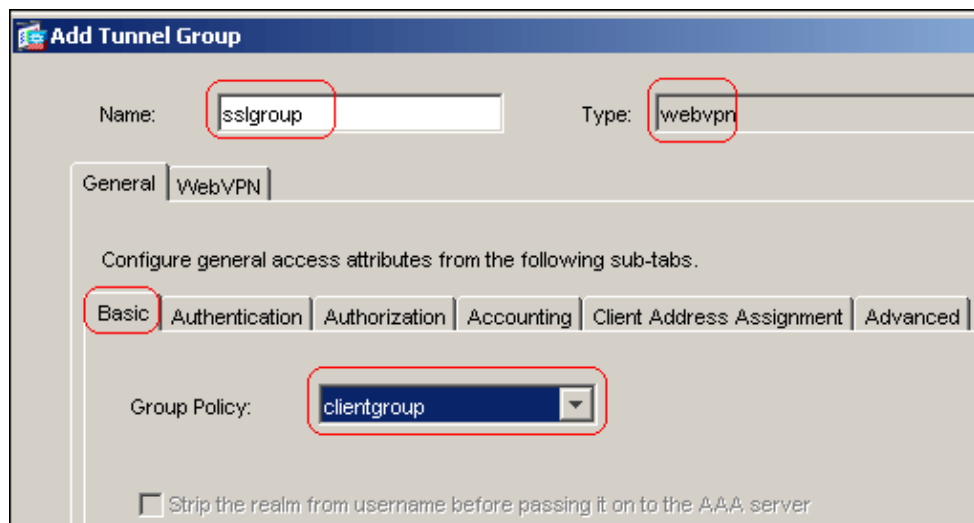 Add Tunnel Group
Name: sslgroup Type: webvpn
General WebVPN
Configure general access attributes from the following sub-tabs.
Basic Authentication Authorization Accounting Client Address Assignment Advanced
Group Policy: clientgroup
Strip the realm from username before passing it on to the AAA server